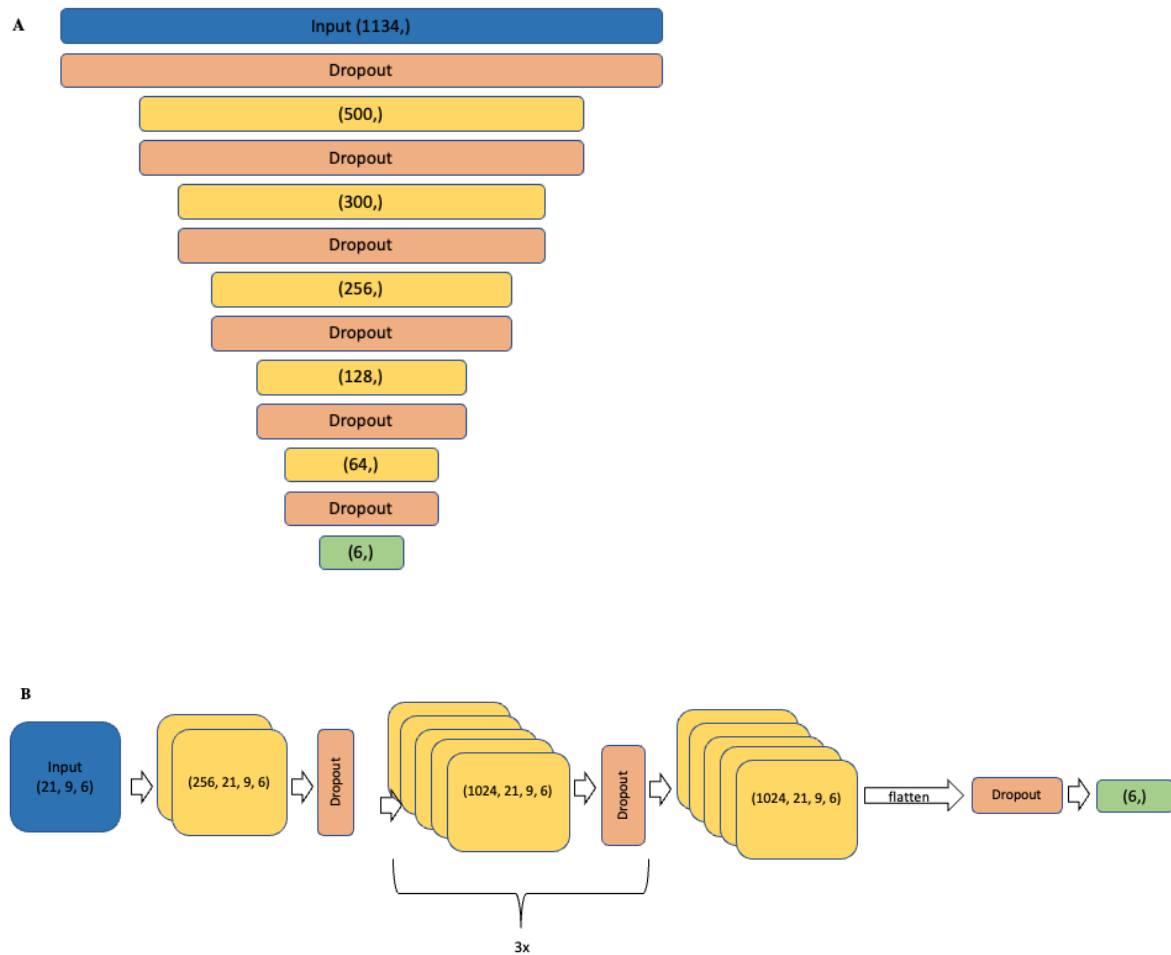 A
Input (1134,)
Dropout
(500,)
Dropout
(300,)
Dropout
(256,)
Dropout
(128,)
Dropout
(64,)
Dropout
(6,)
B
Input
(21, 9, 6)
(256, 21, 9, 6)
Dropout
(1024, 21, 9, 6)
Dropout
(1024, 21, 9, 6)
flatten
Dropout
(6,)
3x